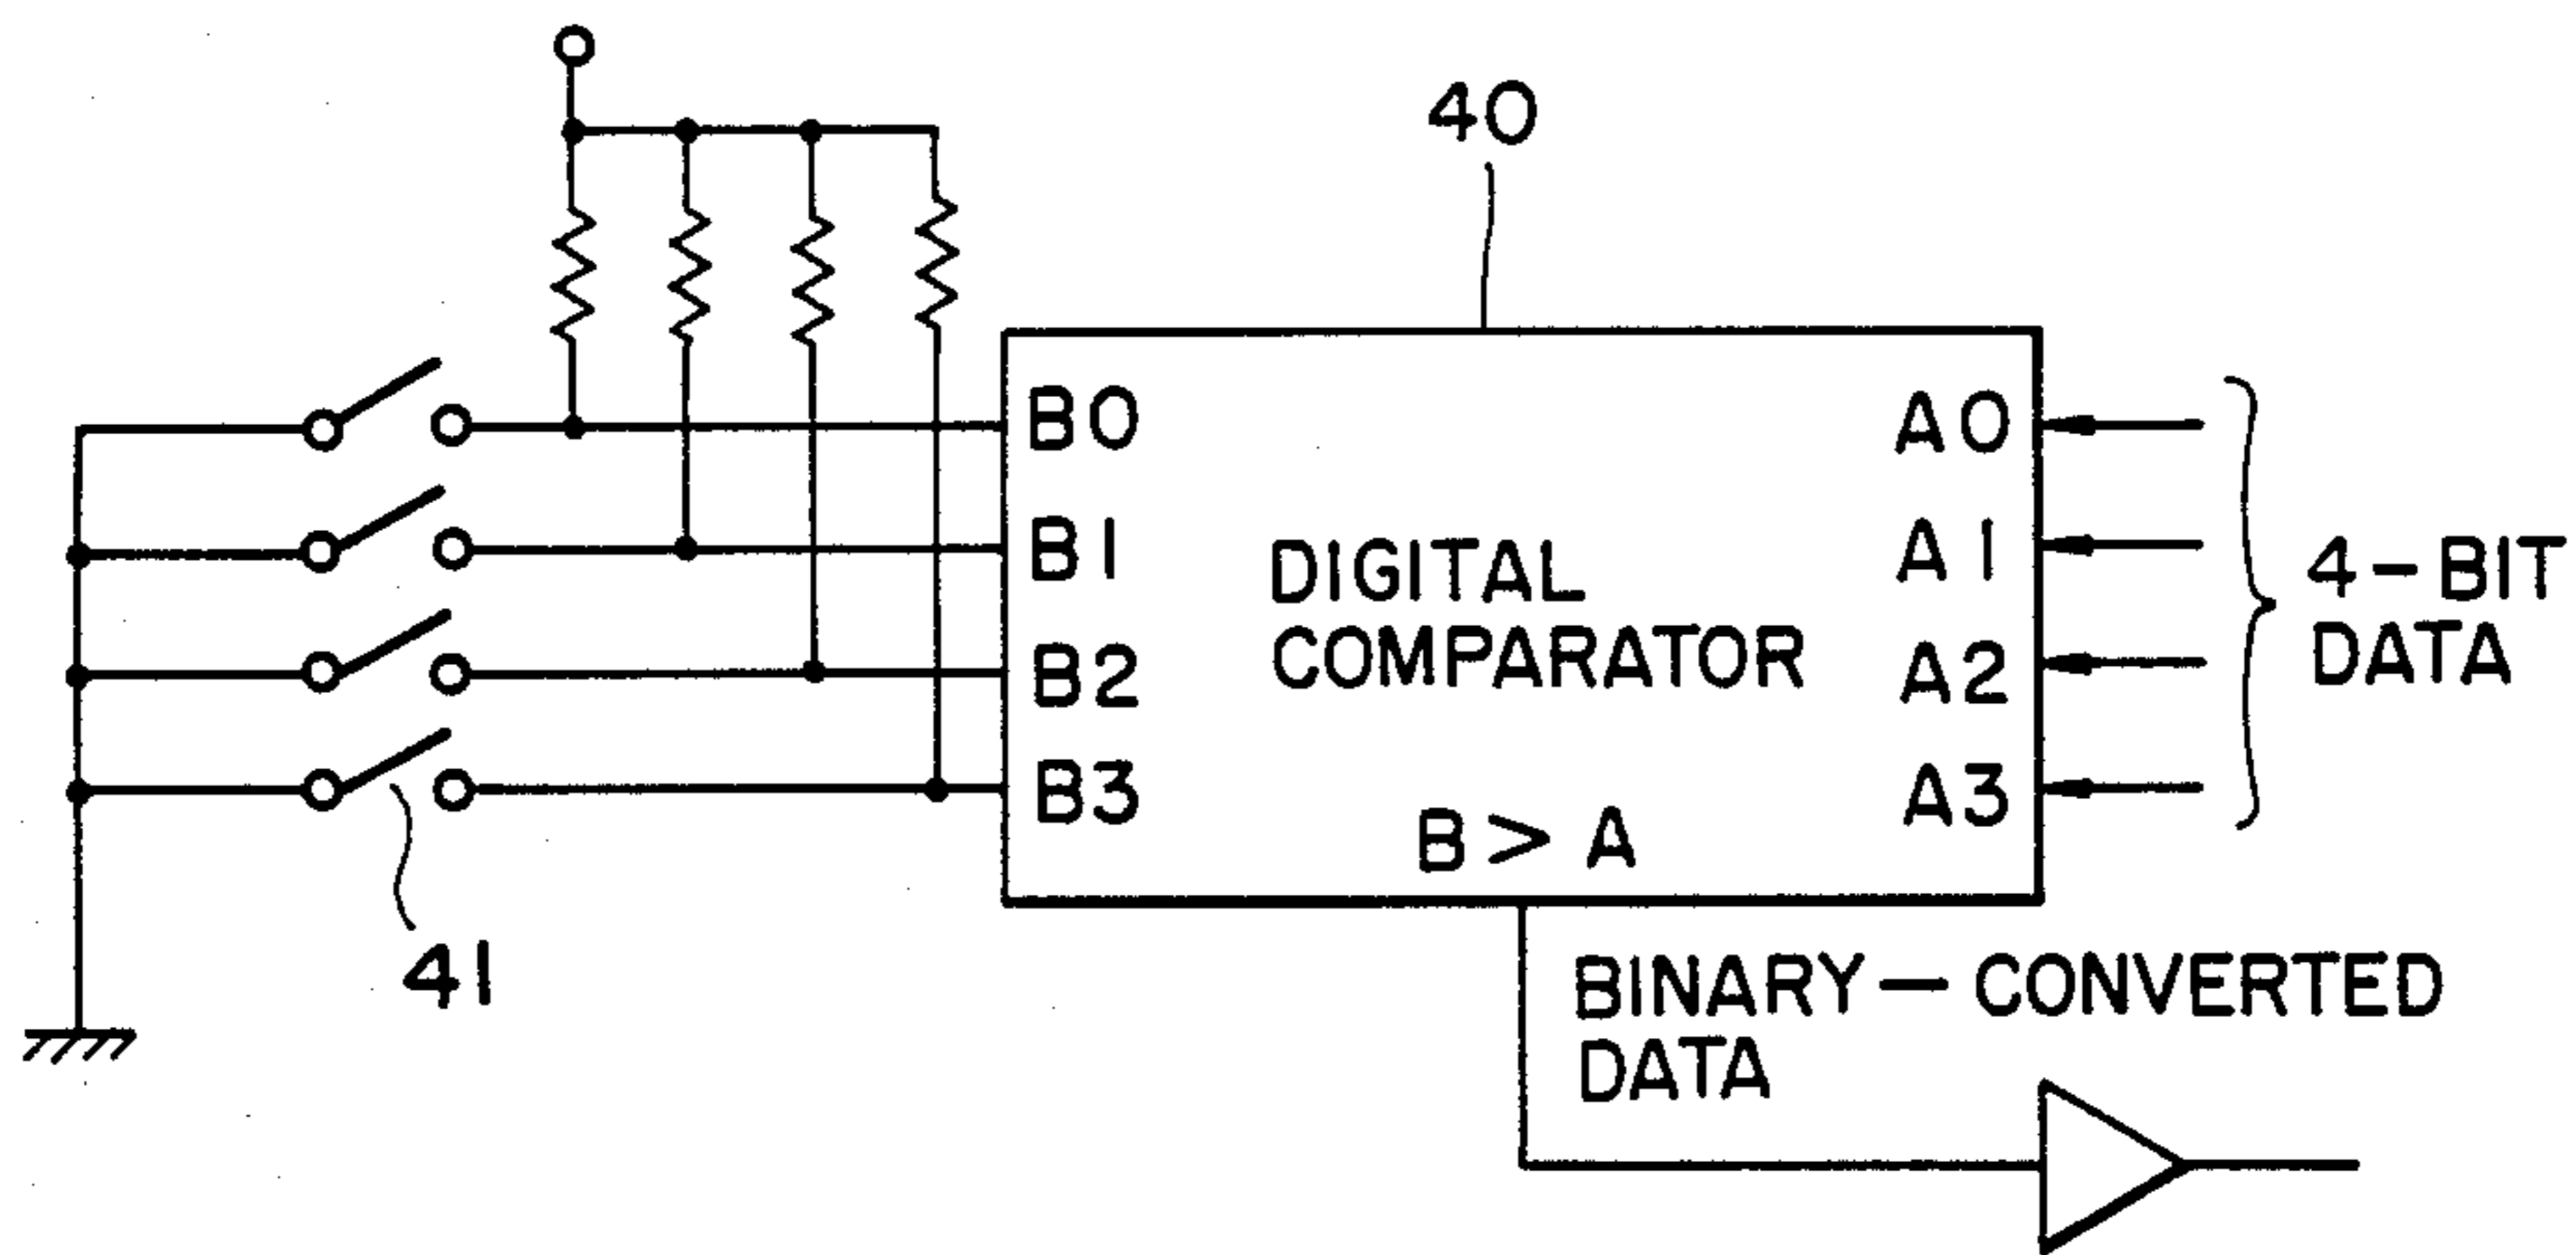 40
B0
A0
B1
A1
4-BIT
DATA
DIGITAL
COMPARATOR
B2
A2
B3
A3
B > A
41
BINARY-CONVERTED
DATA